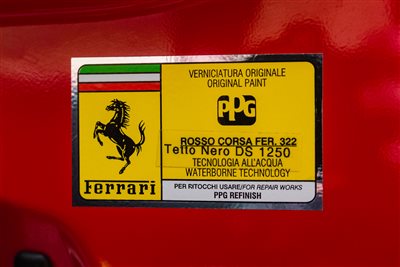 VERNICIATURA ORIGINALE
ORIGINAL PAINT
PPG
ROSSO CORSA FER. 322
Tetto Nero DS 1250
TECNOLOGIA ALL'ACQUA
WATERBORNE TECHNOLOGY
Ferrari
PER RITOCCHI USARE/FOR REPAIR WORKS
PPG REFINISH